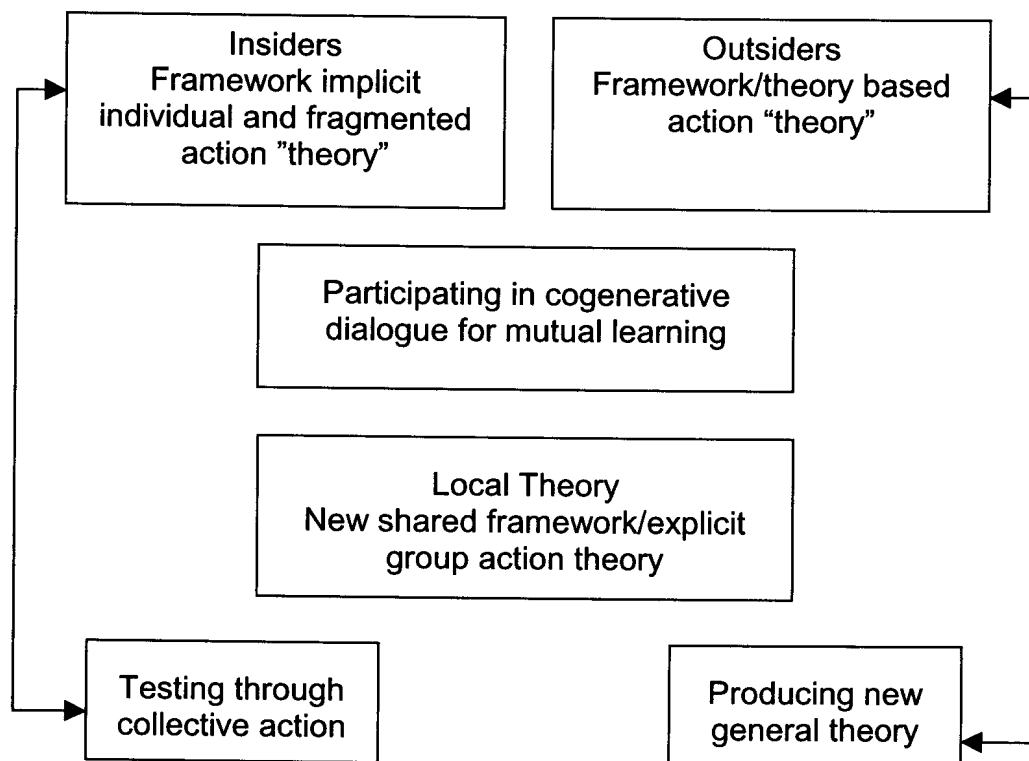 Insiders
Framework implicit
individual and fragmented
action ”theory”
Outsiders
Framework/theory based
action “theory”
Participating in cogenerative
dialogue for mutual learning
Local Theory
New shared framework/explicit
group action theory
Testing through
collective action
Producing new
general theory